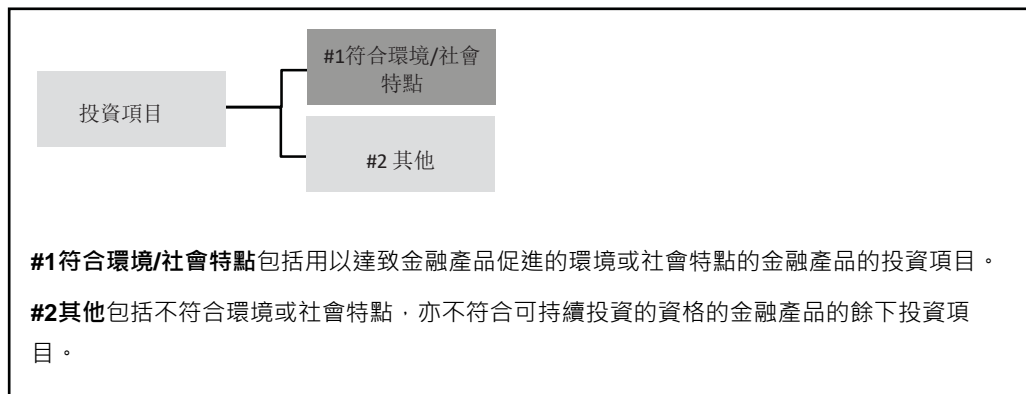 #1符合環境/社會
特點
投資項目
#2 其他
#1符合環境/社會特點包括用以達致金融產品促進的環境或社會特點的金融產品的投資項目。
#2其他包括不符合環境或社會特點，亦不符合可持續投資的資格的金融產品的餘下投資項
目。